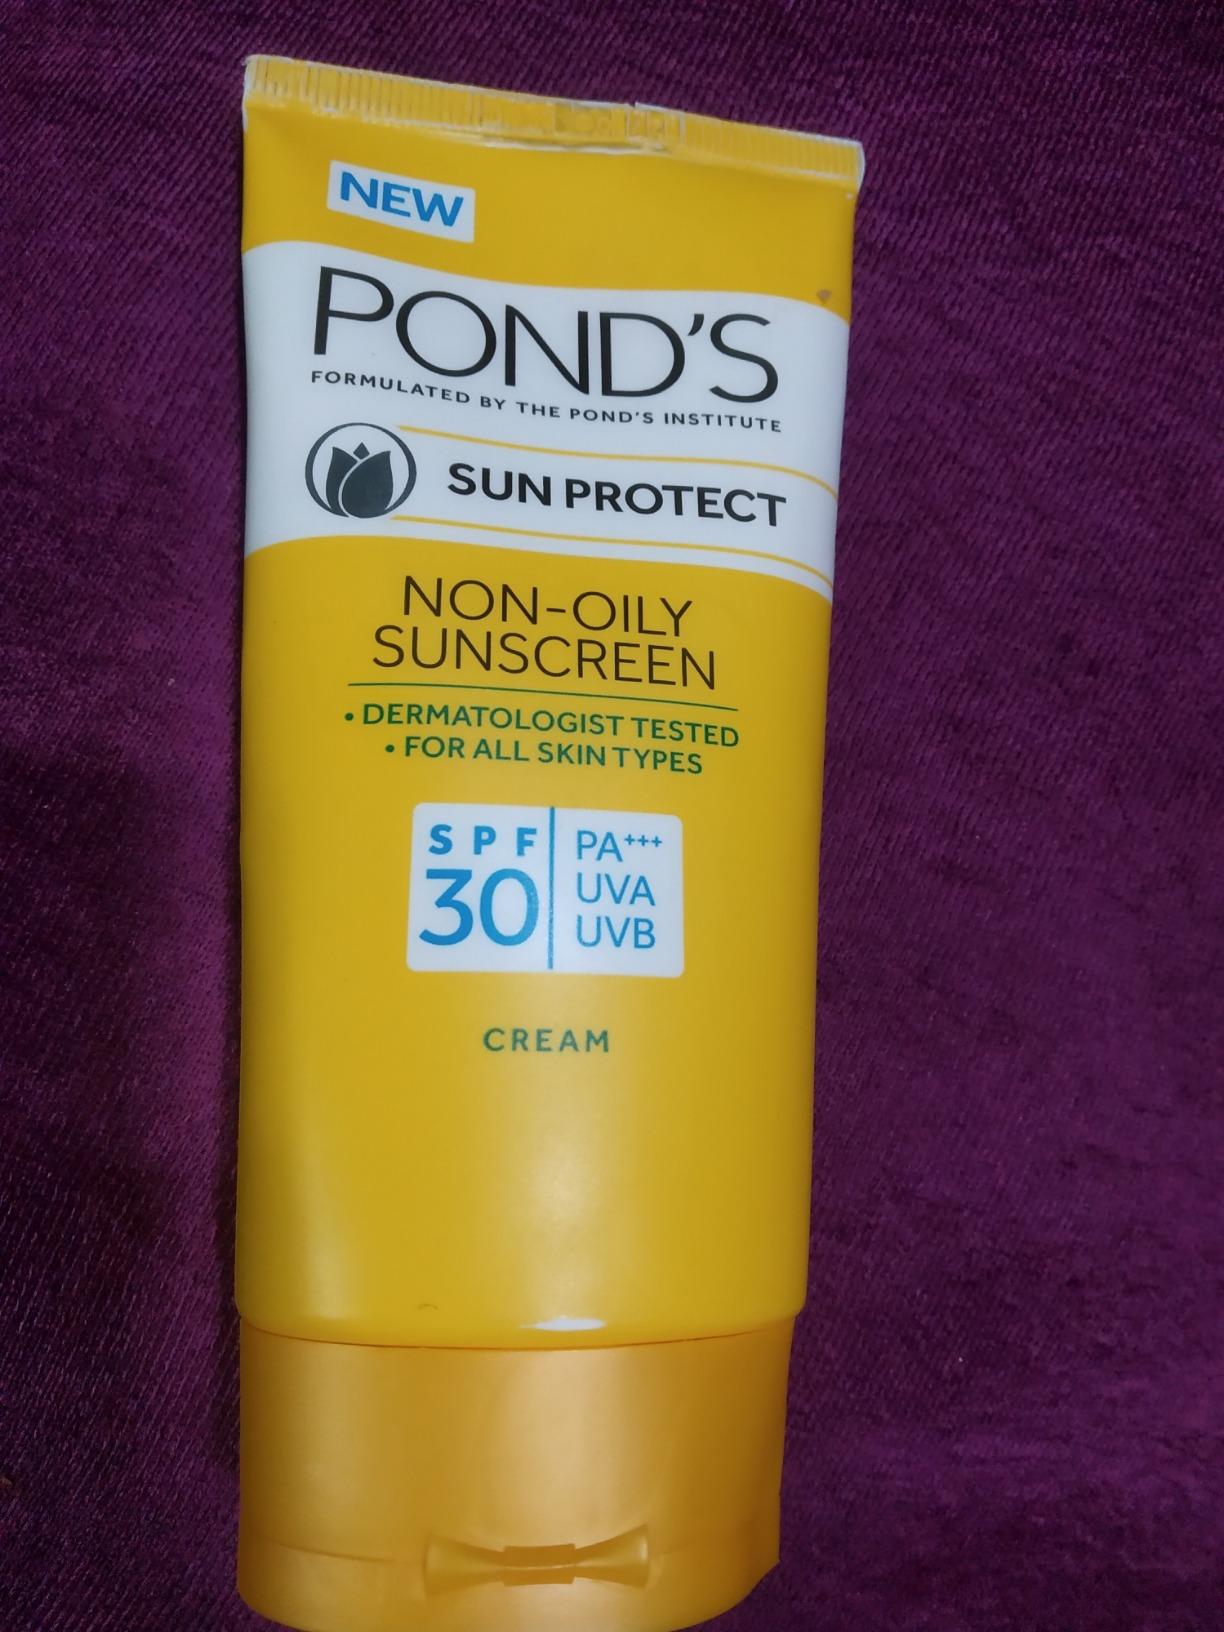 NEW
POND'S
FORMULATED BY THE POND'S INSTITUTE
SUN PROTECT
NON-OILY
SUNSCREEN
• DERMATOLOGIST TESTED
• FOR ALL SKIN TYPES
SPF
30
PA+++
UVA
UVB
CREAM